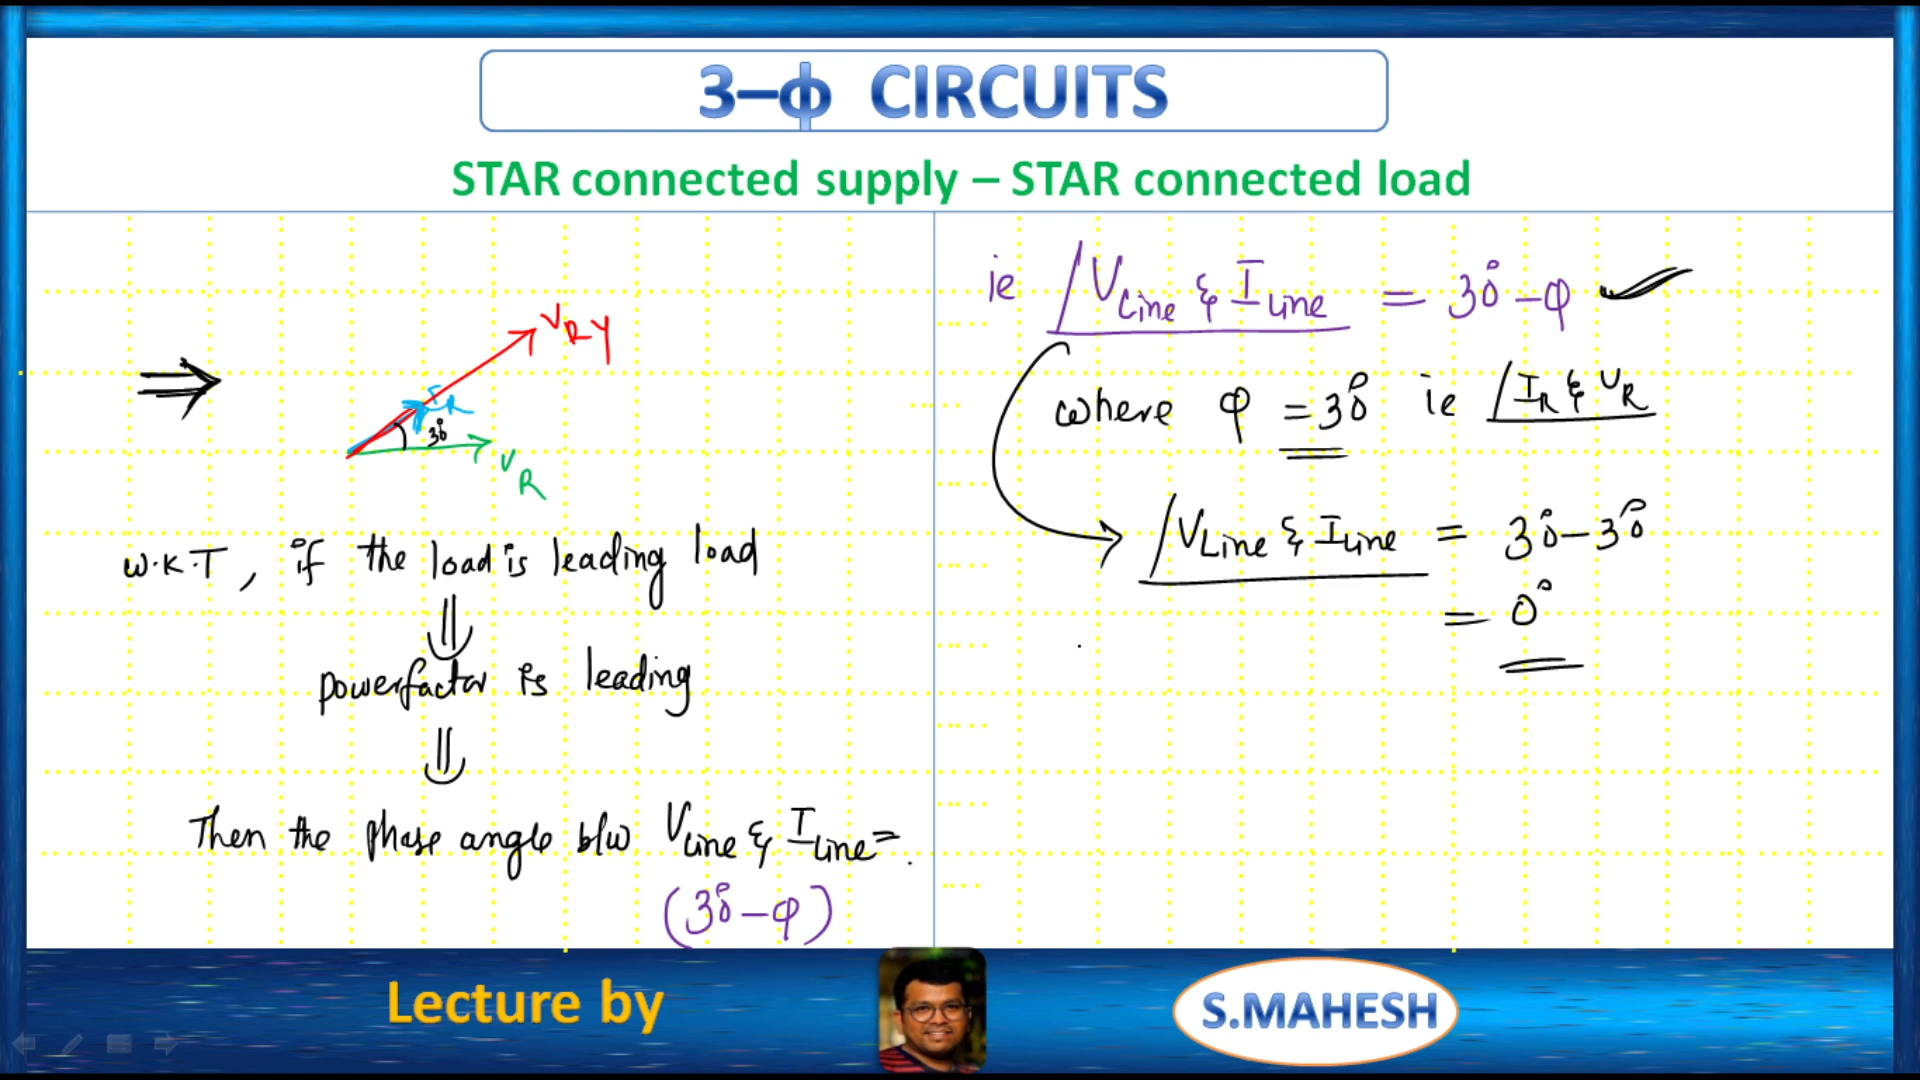 3–ф CIRCUITS
STAR connected supply – STAR connected load
⇒
V_RY
I_R
30°
V_R
W.K.T, if the load is leading load
⇓
powerfactor is leading
⇓
Then the phase angle b/w V_Line & I_Line =
(30° – φ)
ie ∠V_Line & I_Line = 30° – φ ✓
where φ = 30° ie ∠I_R & V_R
→ ∠V_Line & I_Line = 30° – 30°
= 0°
Lecture by
S.MAHESH